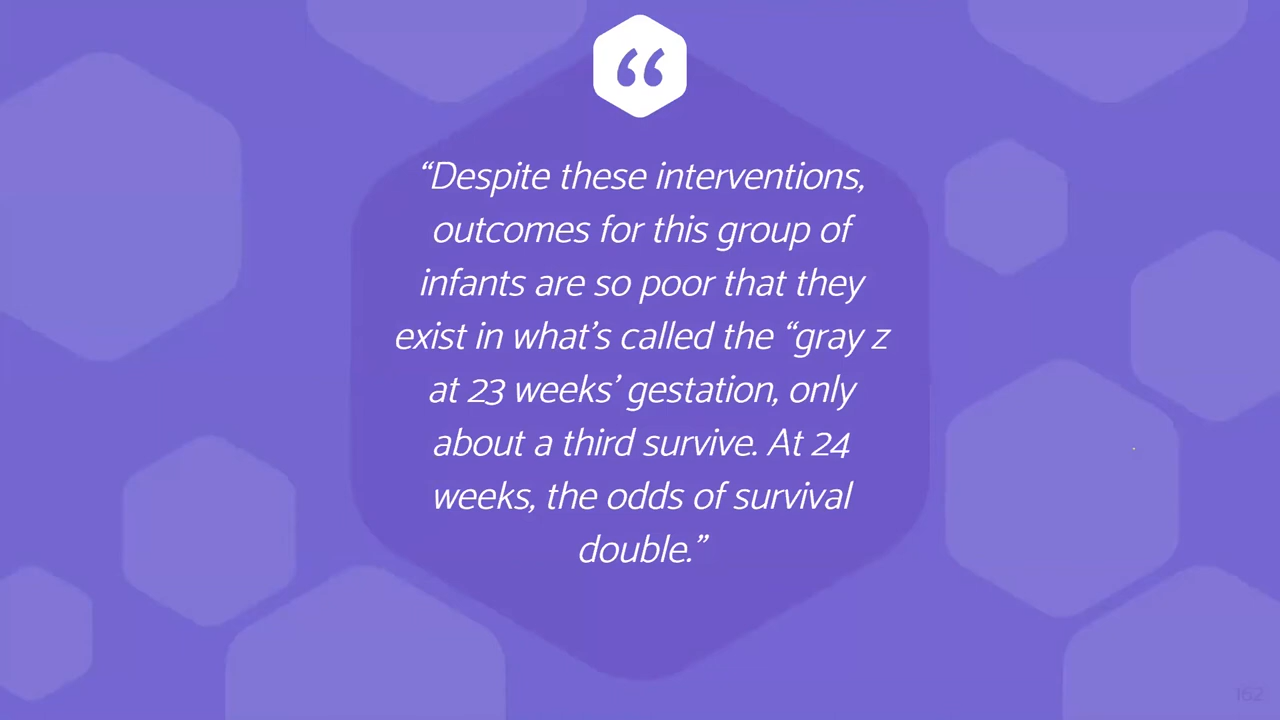 “
“Despite these interventions,
outcomes for this group of
infants are so poor that they
exist in what’s called the “gray z
at 23 weeks’ gestation, only
about a third survive. At 24
weeks, the odds of survival
double.”
162